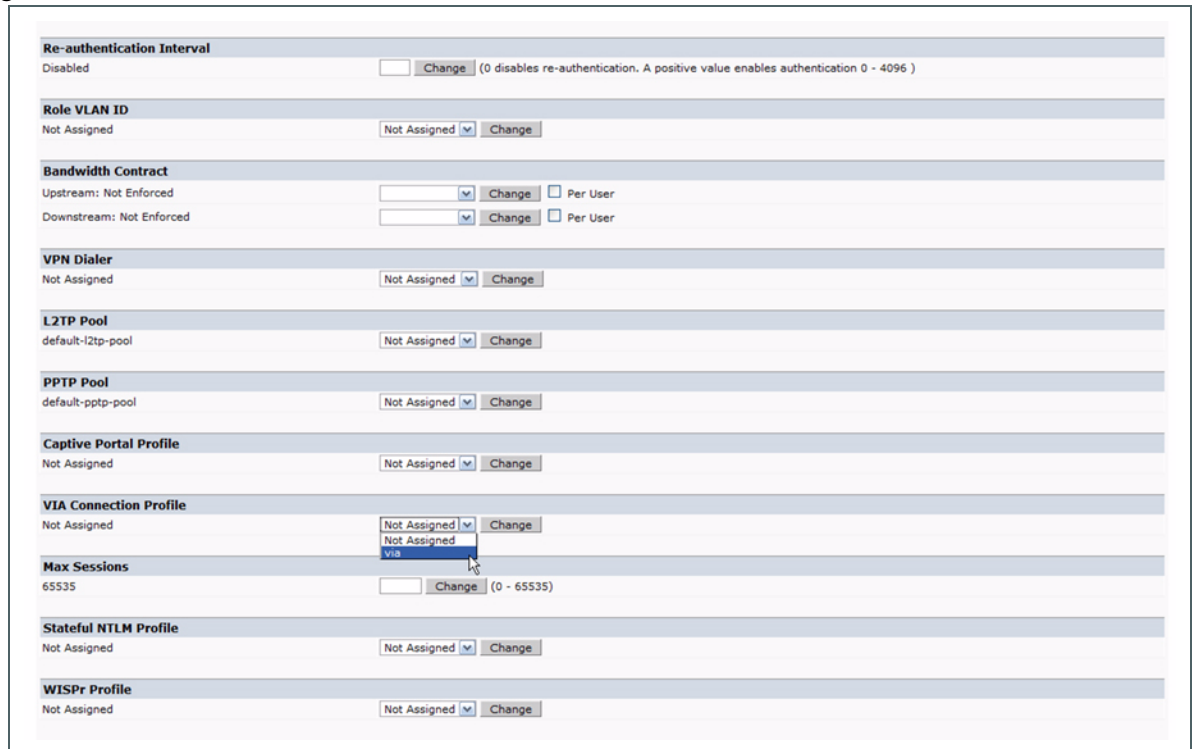 Re-authentication Interval
Disabled Change (0 disables re-authentication. A positive value enables authentication 0 - 4096 )
Role VLAN ID
Not Assigned Not Assigned Change
Bandwidth Contract
Upstream: Not Enforced Change Per User
Downstream: Not Enforced Change Per User
VPN Dialer
Not Assigned Not Assigned Change
L2TP Pool
default-l2tp-pool Not Assigned Change
PPTP Pool
default-pptp-pool Not Assigned Change
Captive Portal Profile
Not Assigned Not Assigned Change
VIA Connection Profile
Not Assigned Not Assigned Change
Not Assigned
via
Max Sessions
65535 Change (0 - 65535)
Stateful NTLM Profile
Not Assigned Not Assigned Change
WISPr Profile
Not Assigned Not Assigned Change